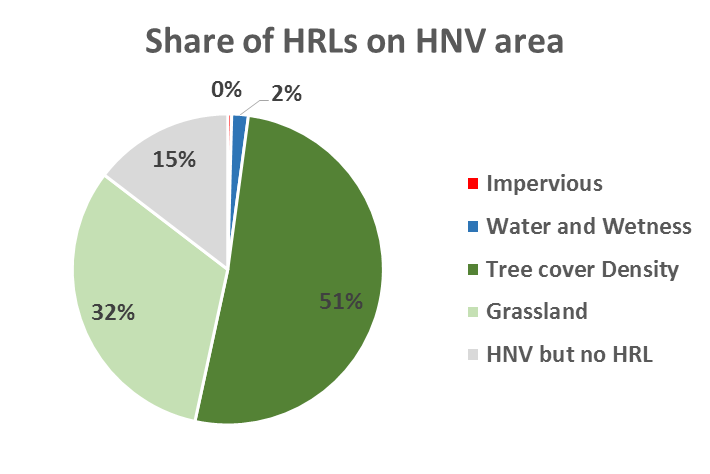 Share of HRLs on HNV area
0%
2%
15%
51%
32%
Impervious
Water and Wetness
Tree cover Density
Grassland
HNV but no HRL